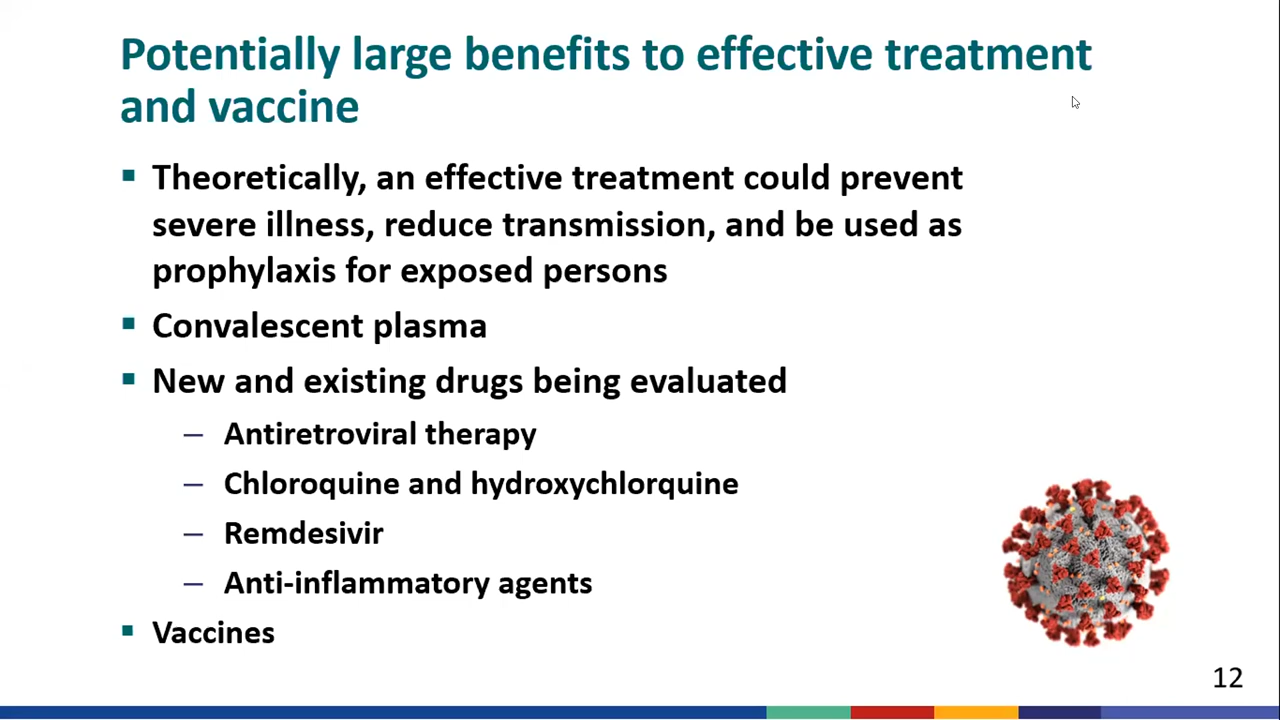 Potentially large benefits to effective treatment
and vaccine
▪ Theoretically, an effective treatment could prevent
severe illness, reduce transmission, and be used as
prophylaxis for exposed persons
▪ Convalescent plasma
▪ New and existing drugs being evaluated
– Antiretroviral therapy
– Chloroquine and hydroxychlorquine
– Remdesivir
– Anti-inflammatory agents
▪ Vaccines
12